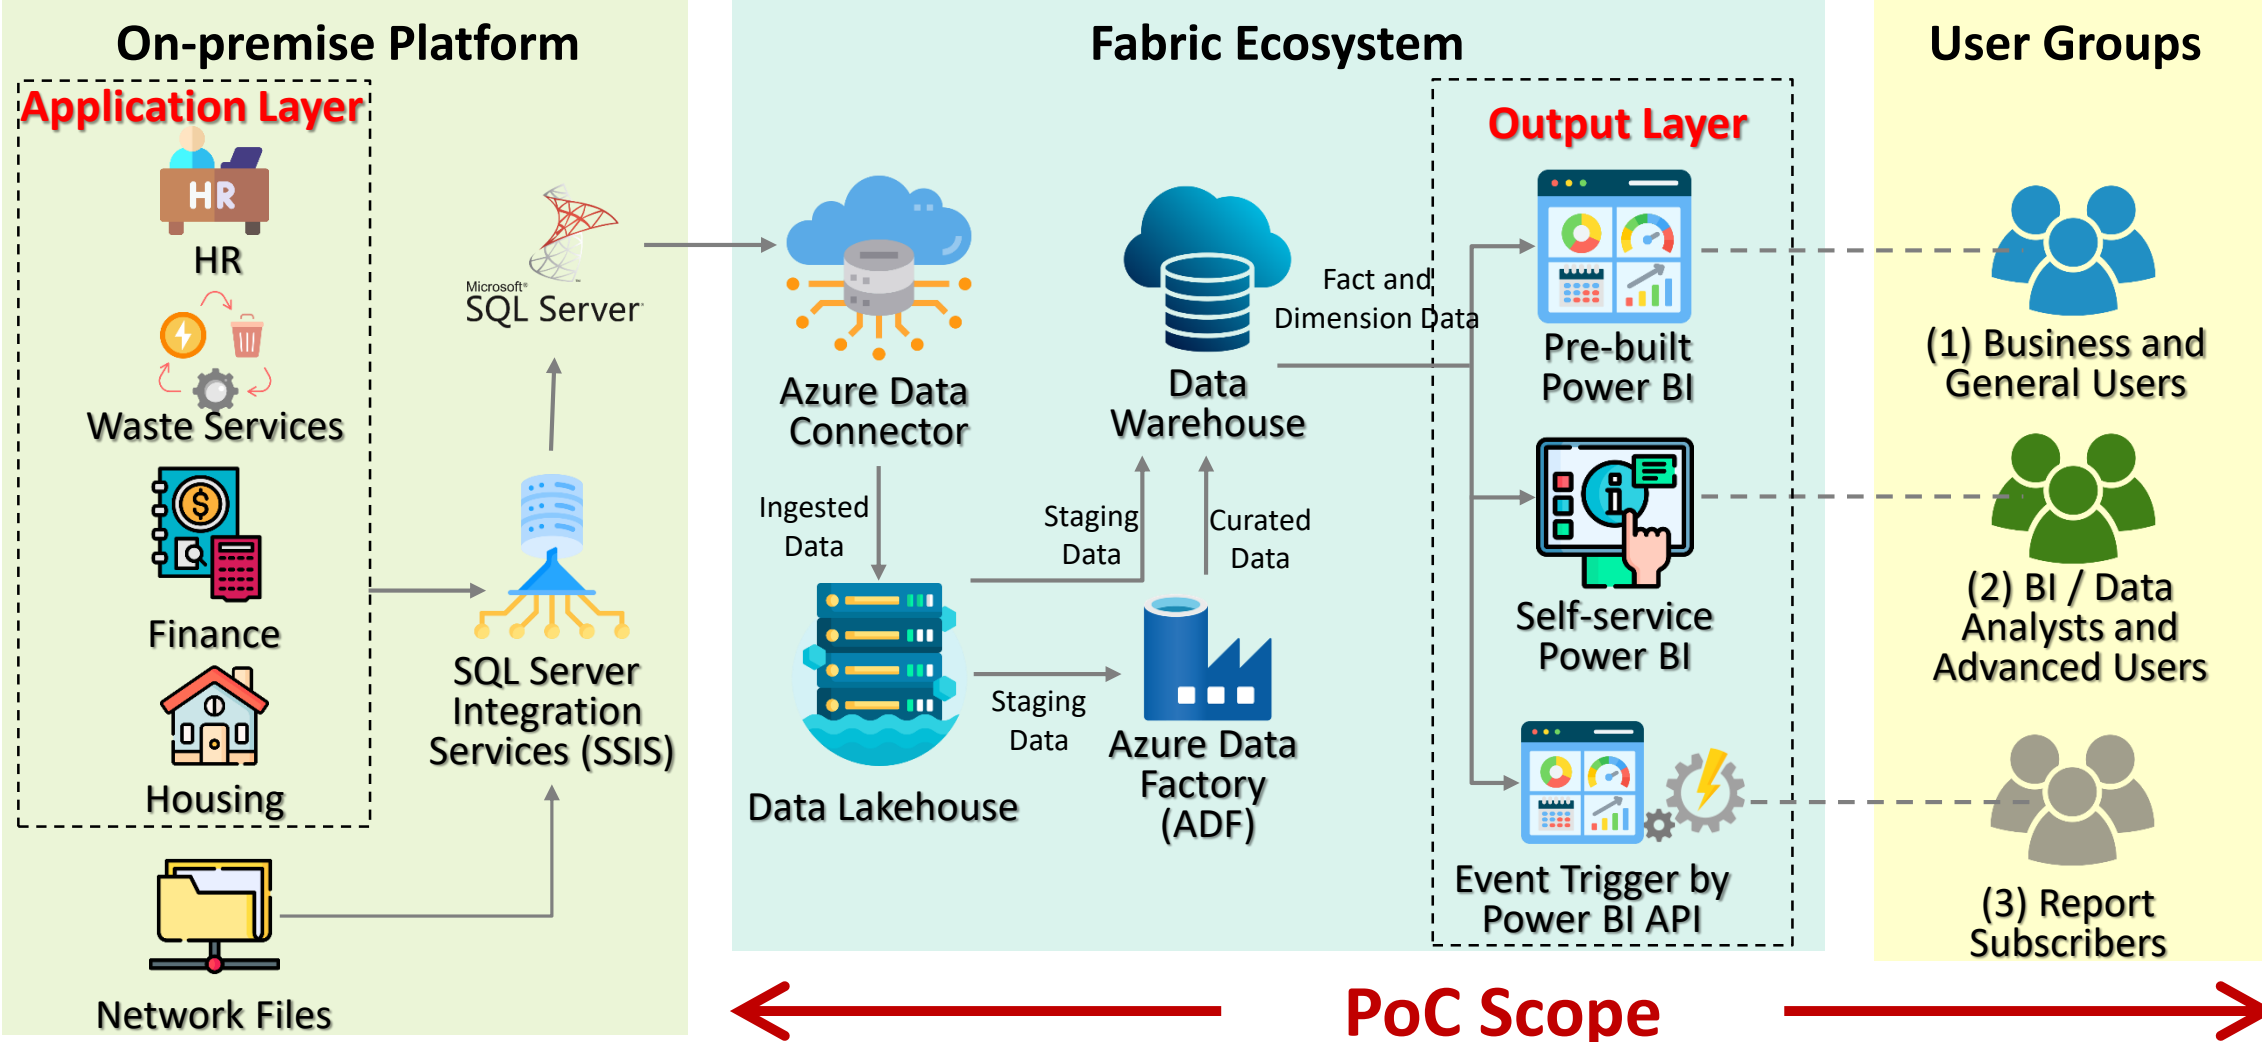 On-premise Platform
Application Layer
HR
HR
Waste Services
Finance
Housing
Network Files
Microsoft®
SQL Server
SQL Server
Integration
Services (SSIS)
Fabric Ecosystem
Azure Data
Connector
Ingested
Data
Data Lakehouse
Staging
Data
Staging
Data
Azure Data
Factory
(ADF)
Curated
Data
Data
Warehouse
Fact and
Dimension Data
Output Layer
Pre-built
Power BI
Self-service
Power BI
Event Trigger by
Power BI API
User Groups
(1) Business and
General Users
(2) BI / Data
Analysts and
Advanced Users
(3) Report
Subscribers
PoC Scope